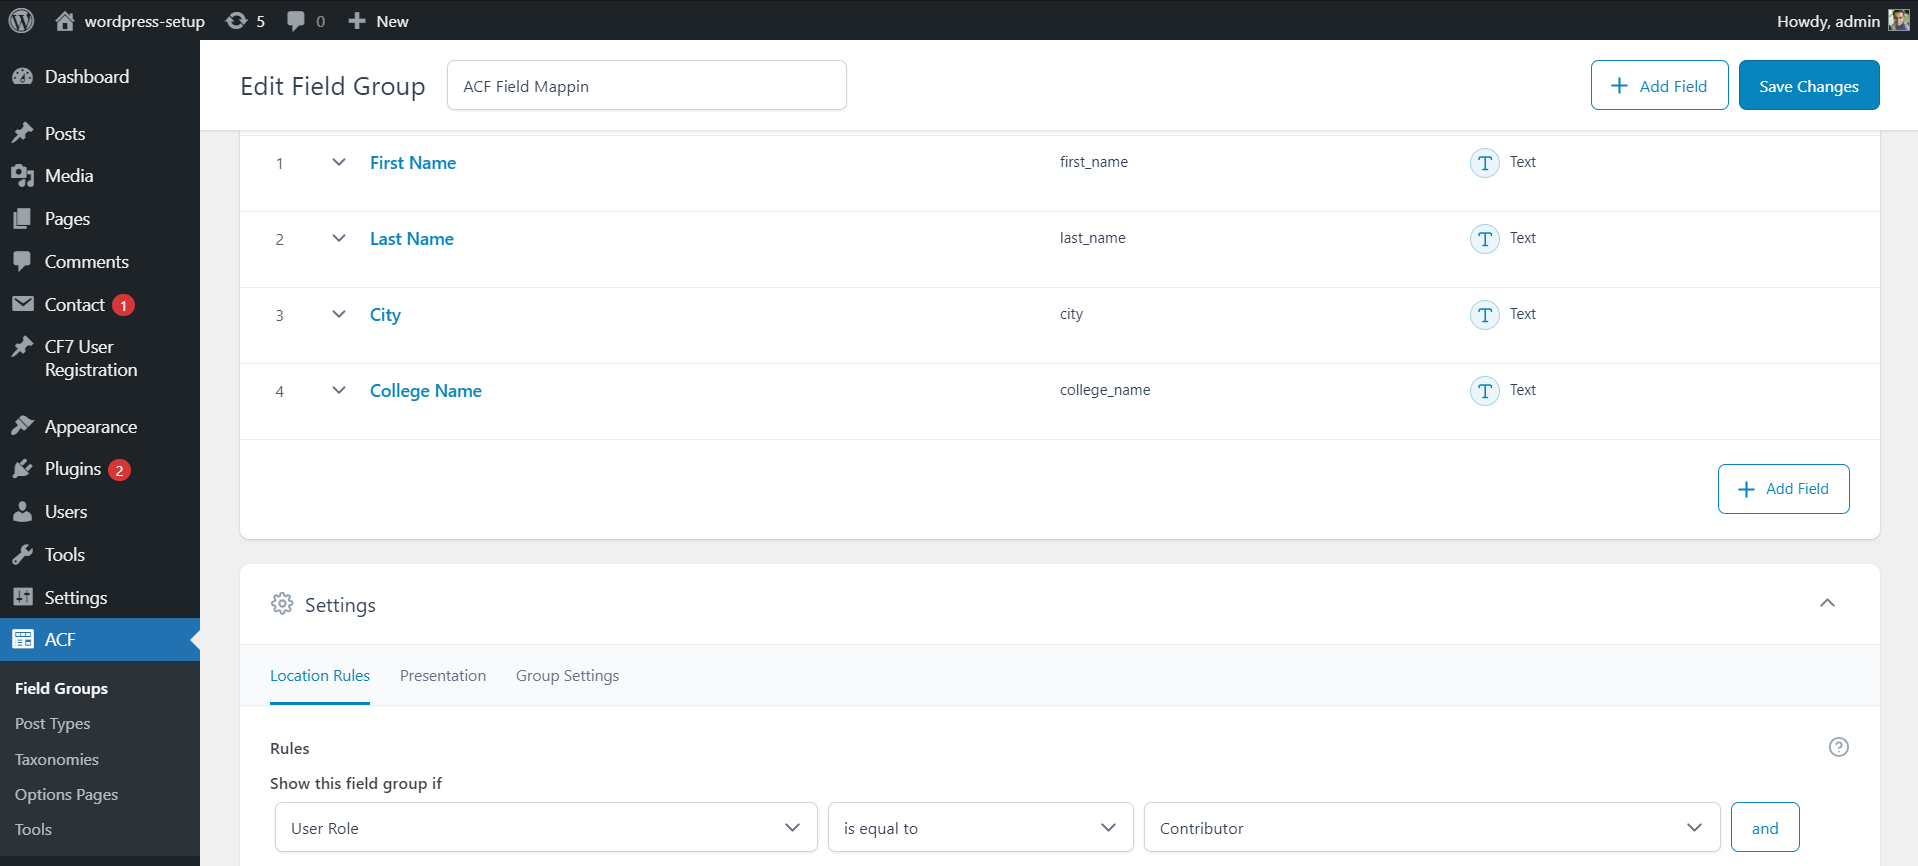 wordpress-setup 5 0 New Howdy, admin
Dashboard
Posts
Media
Pages
Comments
Contact 1
CF7 User
Registration
Appearance
Plugins 2
Users
Tools
Settings
ACF
Field Groups
Post Types
Taxonomies
Options Pages
Tools
Edit Field Group ACF Field Mappin Add Field Save Changes
1 First Name first_name T Text
2 Last Name last_name T Text
3 City city T Text
4 College Name college_name T Text
Add Field
Settings
Location Rules Presentation Group Settings
Rules ?
Show this field group if
User Role is equal to Contributor and